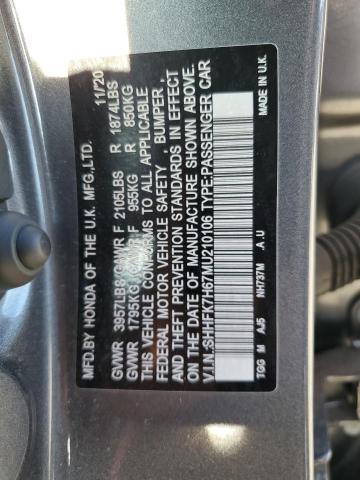 MFD.BY HONDA OF THE U.K. MFG.,LTD. 11/20
GVWR 3957LBS GAWR F 2105LBS R 1874LBS
GVWR 1795KG GAWR F 955KG R 850KG
THIS VEHICLE CONFORMS TO ALL APPLICABLE
FEDERAL MOTOR VEHICLE SAFETY, BUMPER,
AND THEFT PREVENTION STANDARDS IN EFFECT
ON THE DATE OF MANUFACTURE SHOWN ABOVE.
V.I.N.:SHHFK7H67MU210106 TYPE:PASSENGER CAR
TGG M AJ5 NH737M .A U MADE IN U.K.